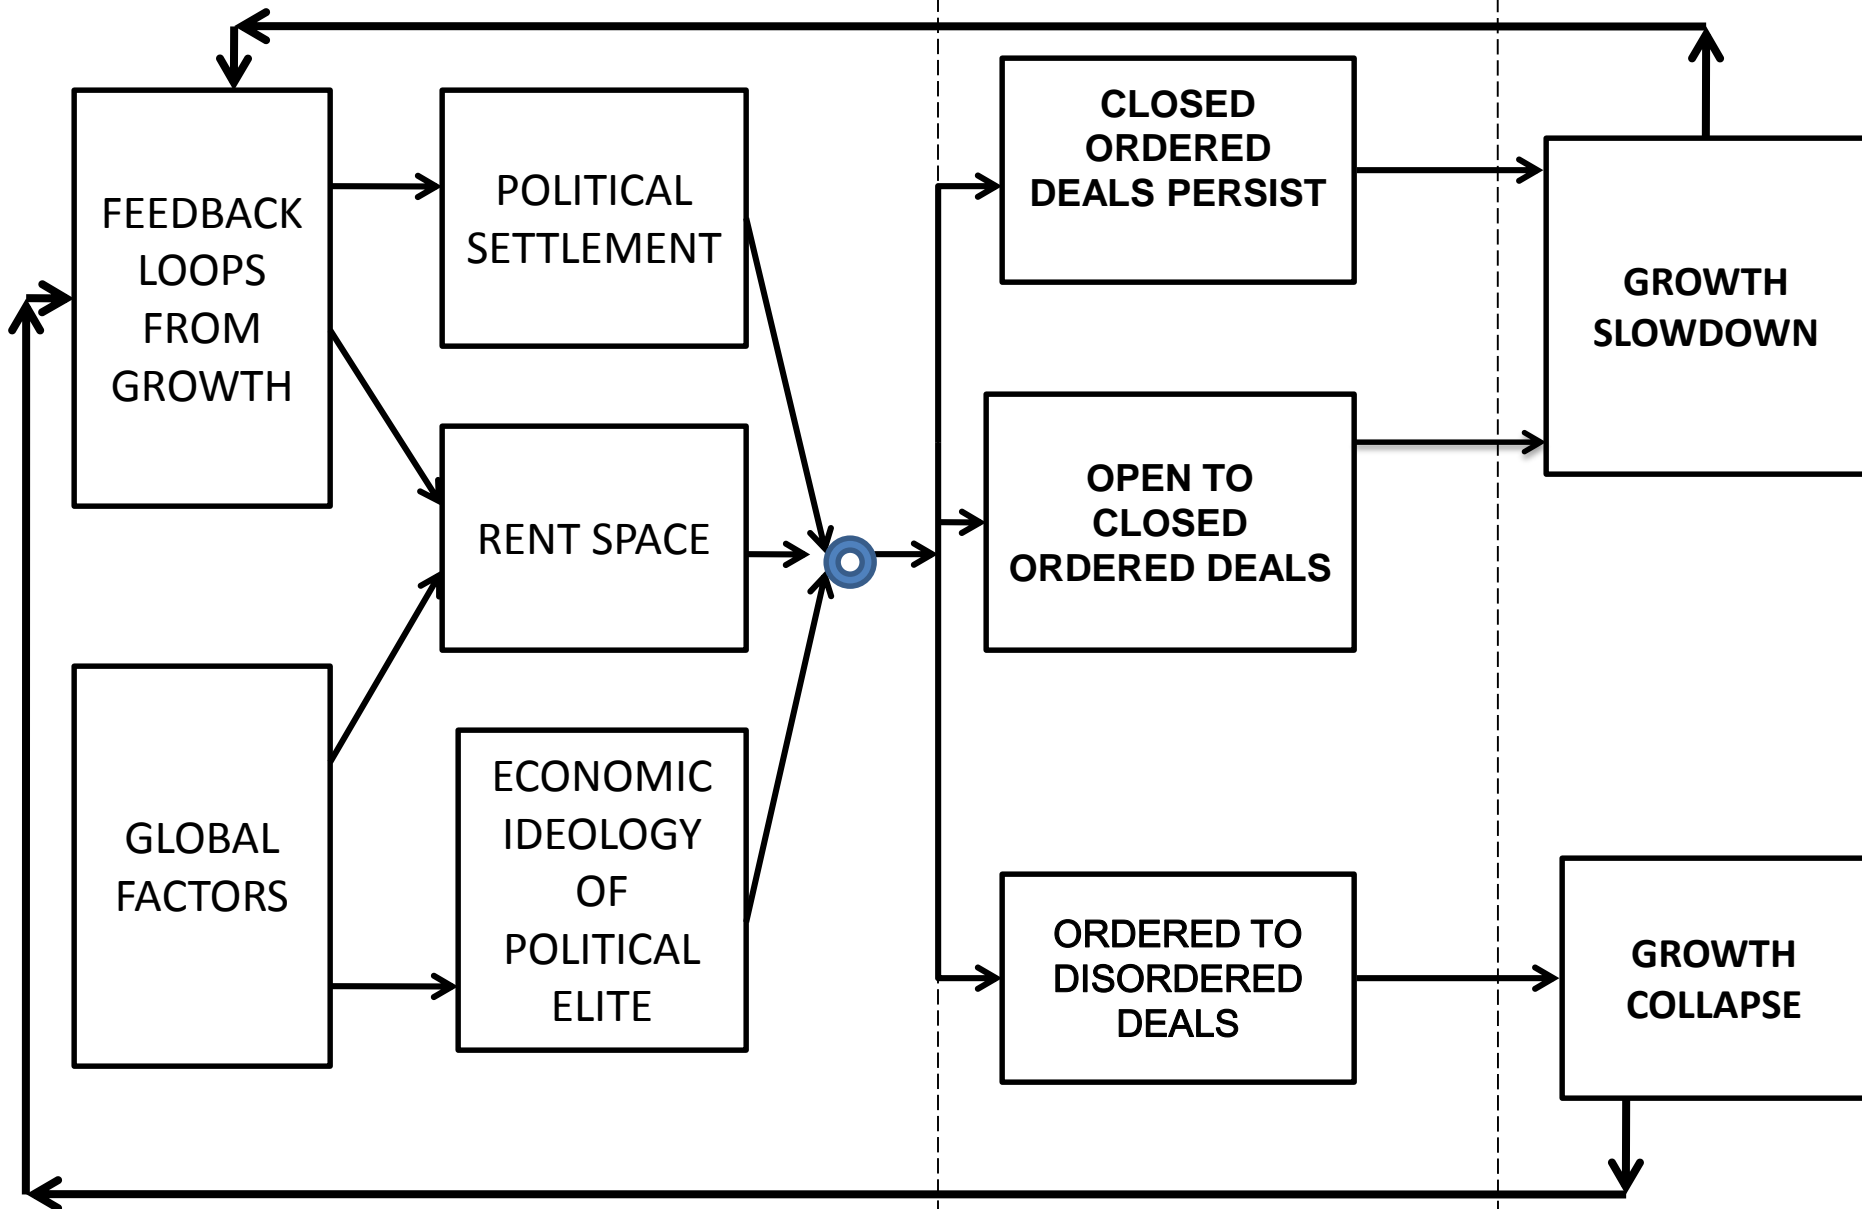 FEEDBACK
LOOPS
FROM
GROWTH
GLOBAL
FACTORS
POLITICAL
SETTLEMENT
RENT SPACE
ECONOMIC
IDEOLOGY
OF
POLITICAL
ELITE
CLOSED
ORDERED
DEALS PERSIST
OPEN TO
CLOSED
ORDERED DEALS
ORDERED TO
DISORDERED
DEALS
GROWTH
SLOWDOWN
GROWTH
COLLAPSE